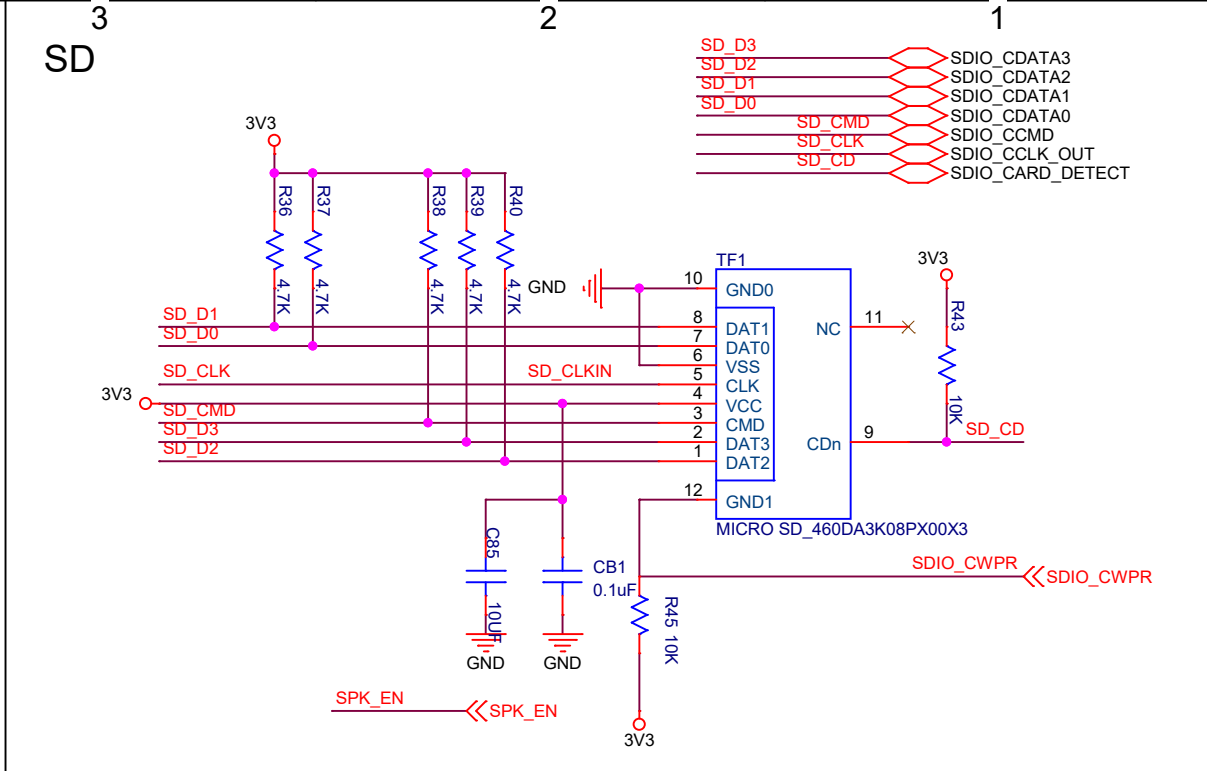 3 2 1
SD
SD_D3 SDIO_CDATA3
SD_D2 SDIO_CDATA2
SD_D1 SDIO_CDATA1
SD_D0 SDIO_CDATA0
SD_CMD SDIO_CCMD
SD_CLK SDIO_CCLK_OUT
SD_CD SDIO_CARD_DETECT
3V3
R36 R37 R38 R39 R40
4.7K 4.7K 4.7K 4.7K 4.7K
GND
TF1
3V3
R43
10K
10 GND0
SD_D1 8 DAT1 NC 11
SD_D0 7 DAT0
6 VSS
SD_CLK SD_CLKIN 5 CLK
3V3 4 VCC
SD_CMD 3 CMD
SD_D3 2 DAT3 CDn 9 SD_CD
SD_D2 1 DAT2
12 GND1
MICRO SD_460DA3K08PX00X3
C85
10UF
GND
CB1
0.1uF
GND
SDIO_CWPR SDIO_CWPR
R45 10K
3V3
SPK_EN SPK_EN